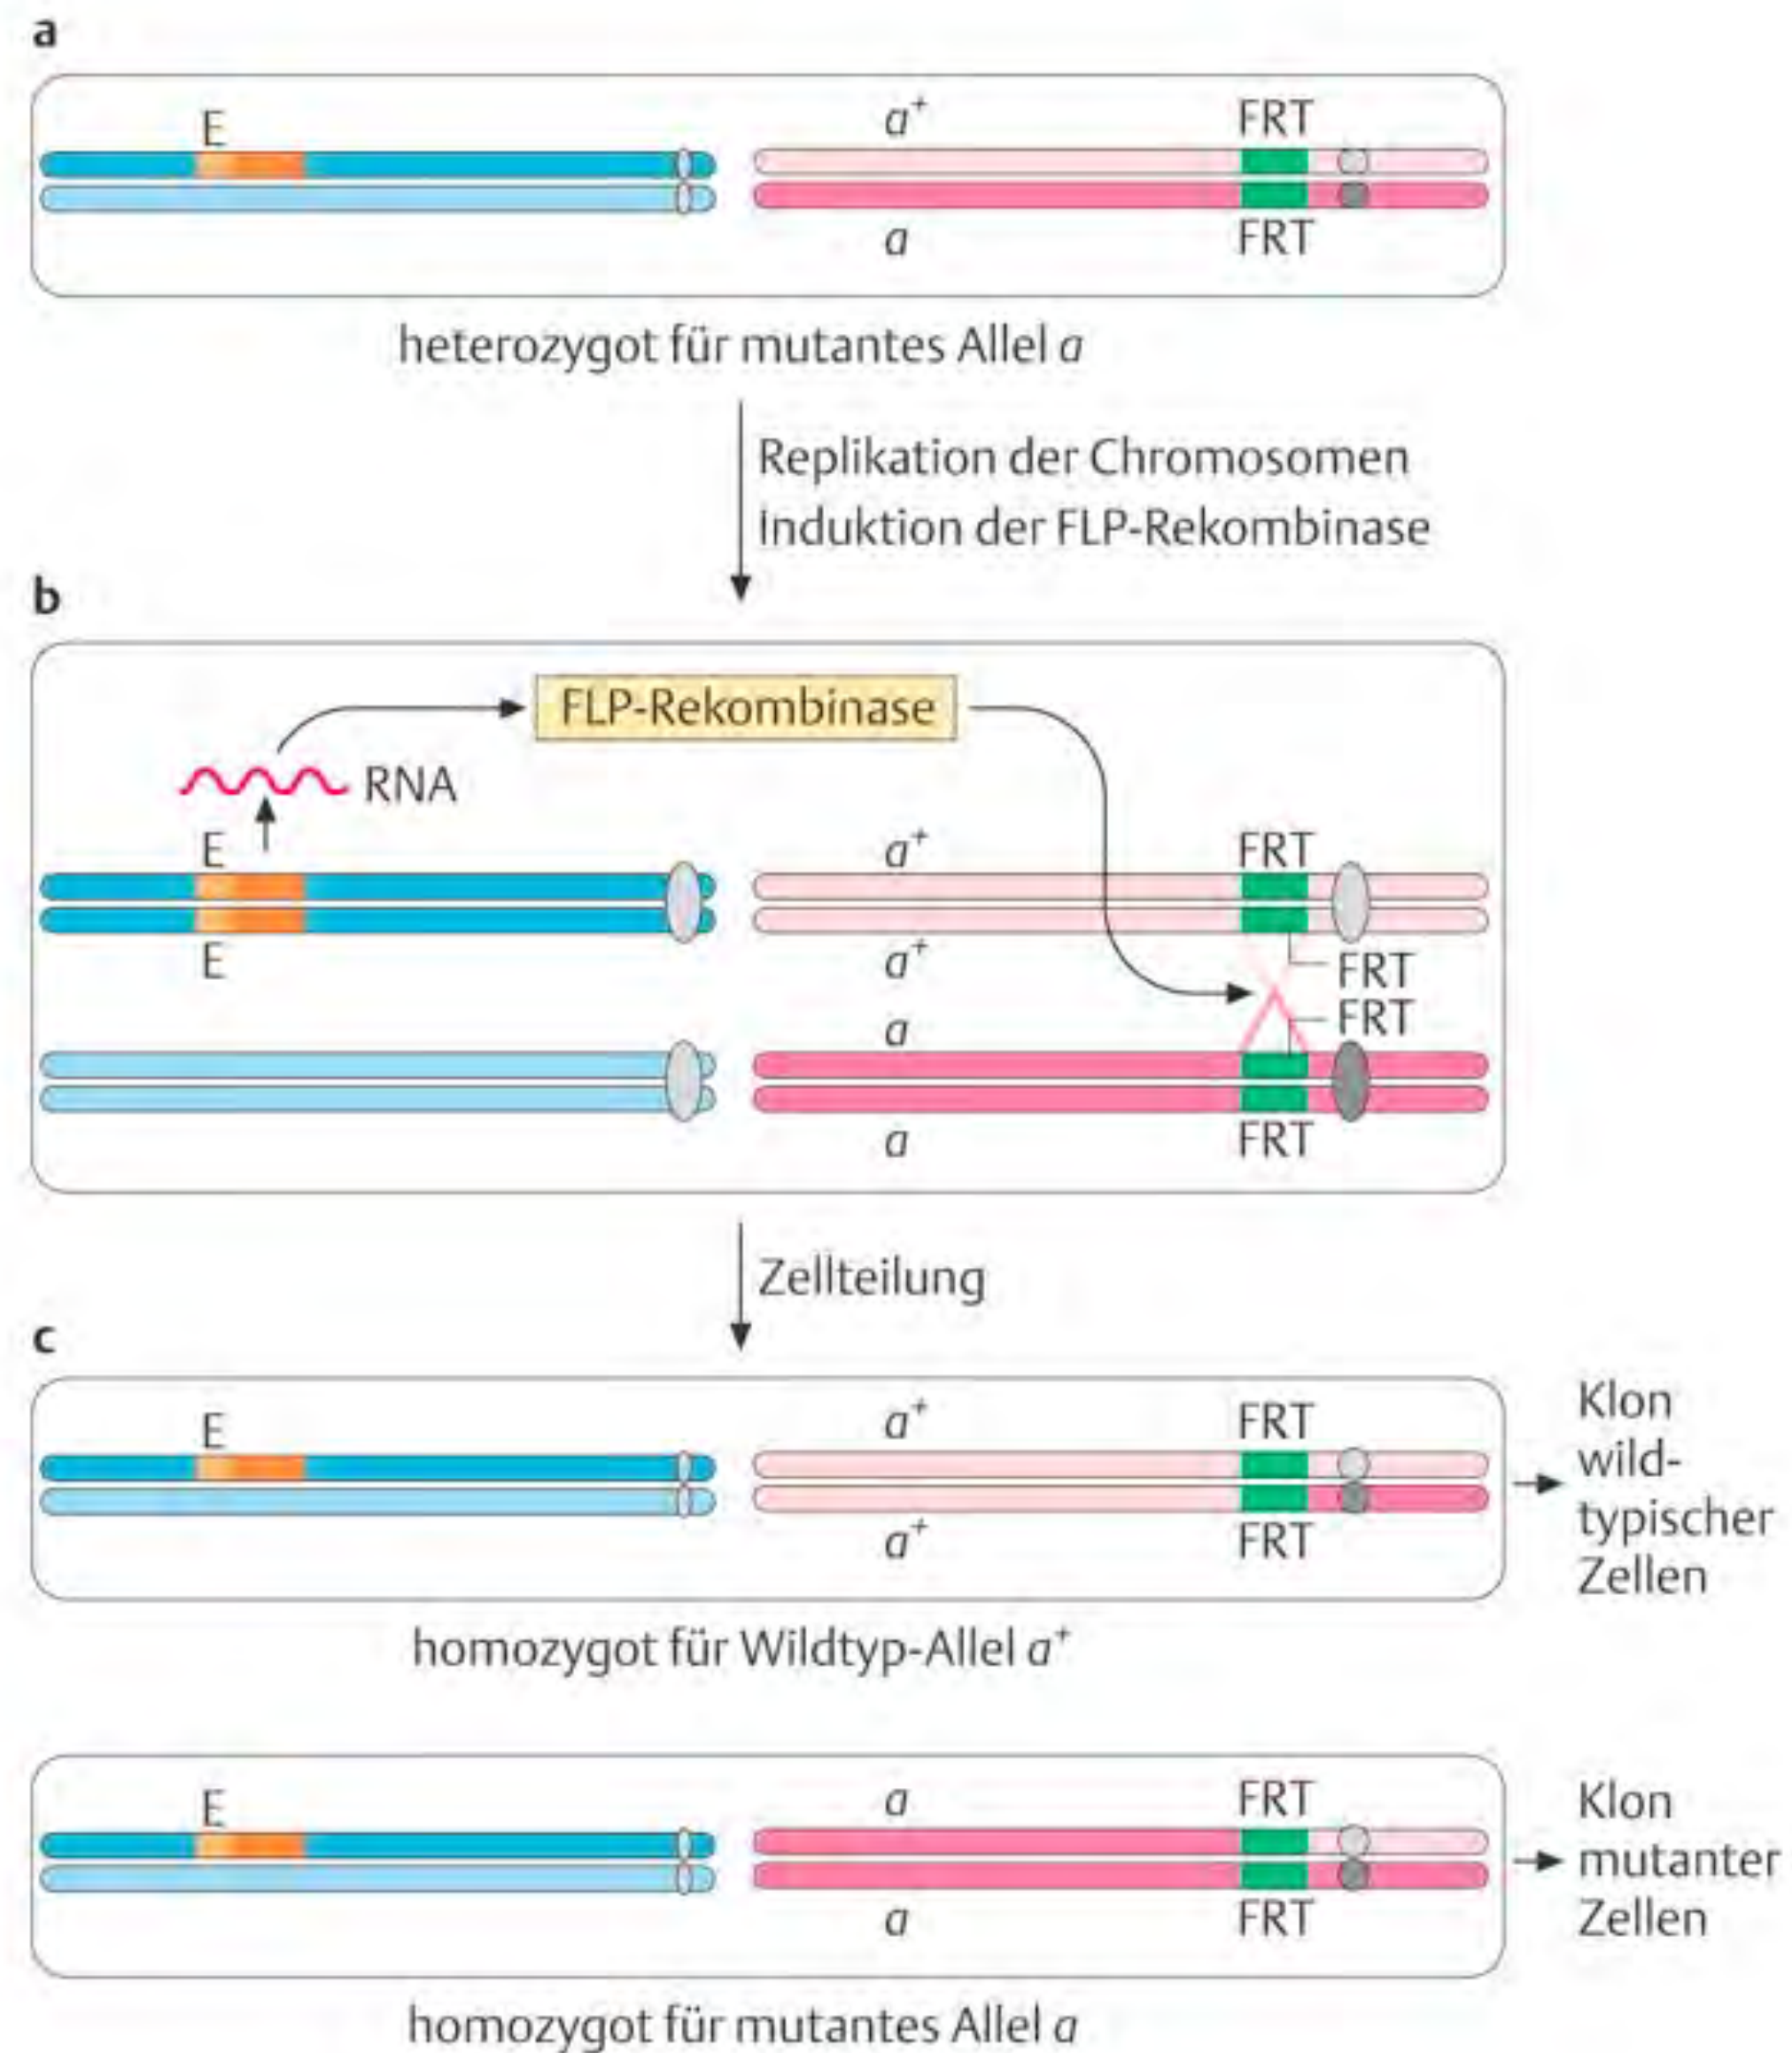 a
E
a⁺
FRT
a
FRT
heterozygot für mutantes Allel a
Replikation der Chromosomen
Induktion der FLP-Rekombinase
b
FLP-Rekombinase
RNA
E
a⁺
FRT
E
a⁺
FRT
FRT
a
a
FRT
Zellteilung
c
E
a⁺
FRT
a⁺
FRT
Klon
wild-
typischer
Zellen
homozygot für Wildtyp-Allel a⁺
E
a
FRT
a
FRT
Klon
mutanter
Zellen
homozygot für mutantes Allel a